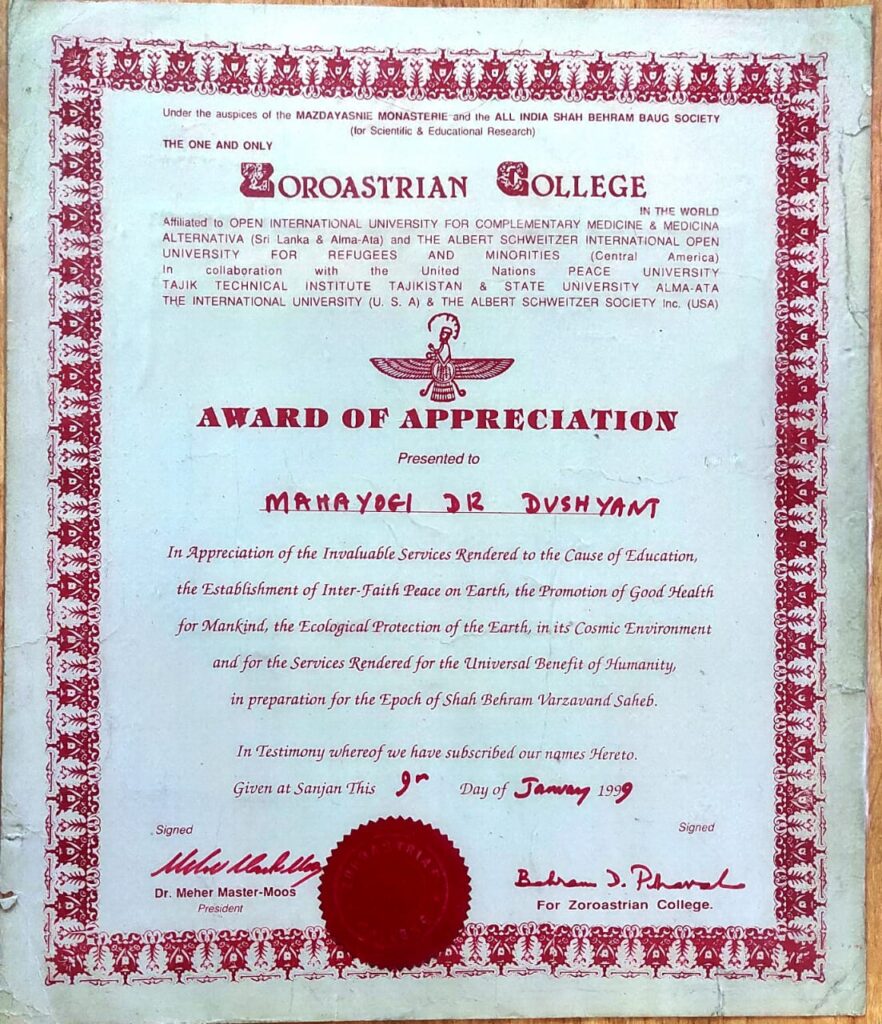 Under the auspices of the MAZDAYASNIE MONASTERIE and the ALL INDIA SHAH BEHRAM BAUG SOCIETY
(for Scientific & Educational Research)
THE ONE AND ONLY
ZOROASTRIAN COLLEGE
IN THE WORLD
Affiliated to OPEN INTERNATIONAL UNIVERSITY FOR COMPLEMENTARY MEDICINE & MEDICINA
ALTERNATIVA (Sri Lanka & Alma-Ata) and THE ALBERT SCHWEITZER INTERNATIONAL OPEN
UNIVERSITY FOR REFUGEES AND MINORITIES (Central America)
In collaboration with the United Nations PEACE UNIVERSITY
TAJIK TECHNICAL INSTITUTE TAJIKISTAN & STATE UNIVERSITY ALMA-ATA
THE INTERNATIONAL UNIVERSITY (U. S. A) & THE ALBERT SCHWEITZER SOCIETY Inc. (USA)
AWARD OF APPRECIATION
Presented to
MAHAYOGI DR DUSHYANT
In Appreciation of the Invaluable Services Rendered to the Cause of Education,
the Establishment of Inter-Faith Peace on Earth, the Promotion of Good Health
for Mankind, the Ecological Protection of the Earth, in its Cosmic Environment
and for the Services Rendered for the Universal Benefit of Humanity,
in preparation for the Epoch of Shah Behram Varzavand Saheb.
In Testimony whereof we have subscribed our names Hereto.
Given at Sanjan This 9th Day of January 1999
Signed Signed
Behram D.
Dr. Meher Master-Moos
President
For Zoroastrian College.
ZOROASTRIAN
COLLEGE